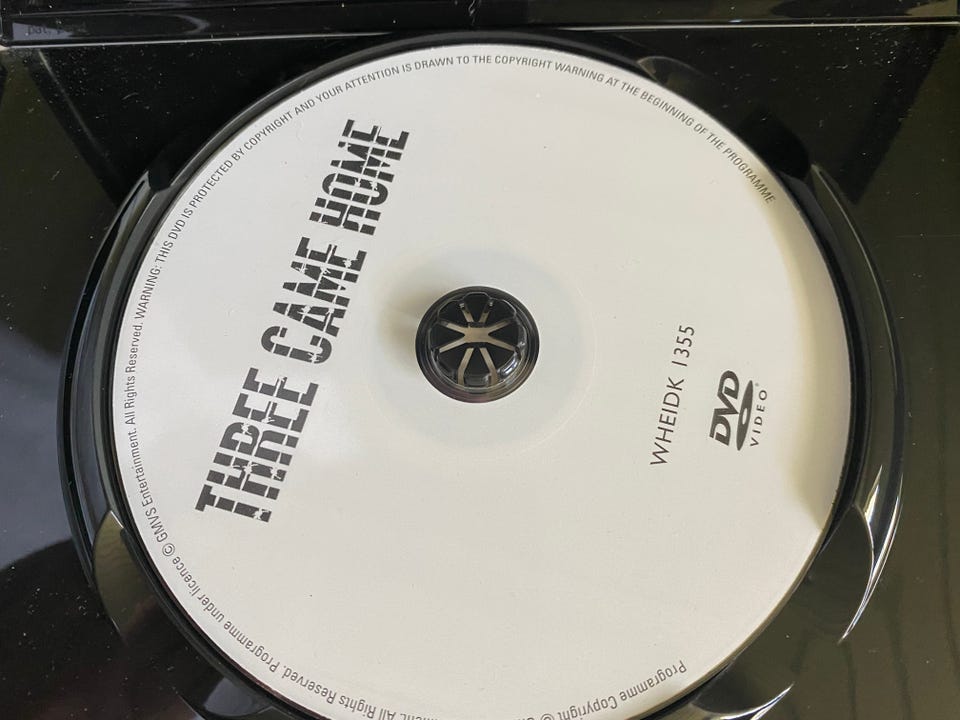 THREE CAME HOME
WHEIDK 1355
DVD
VIDEO®
Programme Copyright ©
All Rights Reserved. Programme under licence © GMVS Entertainment. All Rights Reserved. WARNING: THIS DVD IS PROTECTED BY COPYRIGHT AND YOUR ATTENTION IS DRAWN TO THE COPYRIGHT WARNING AT THE BEGINNING OF THE PROGRAMME